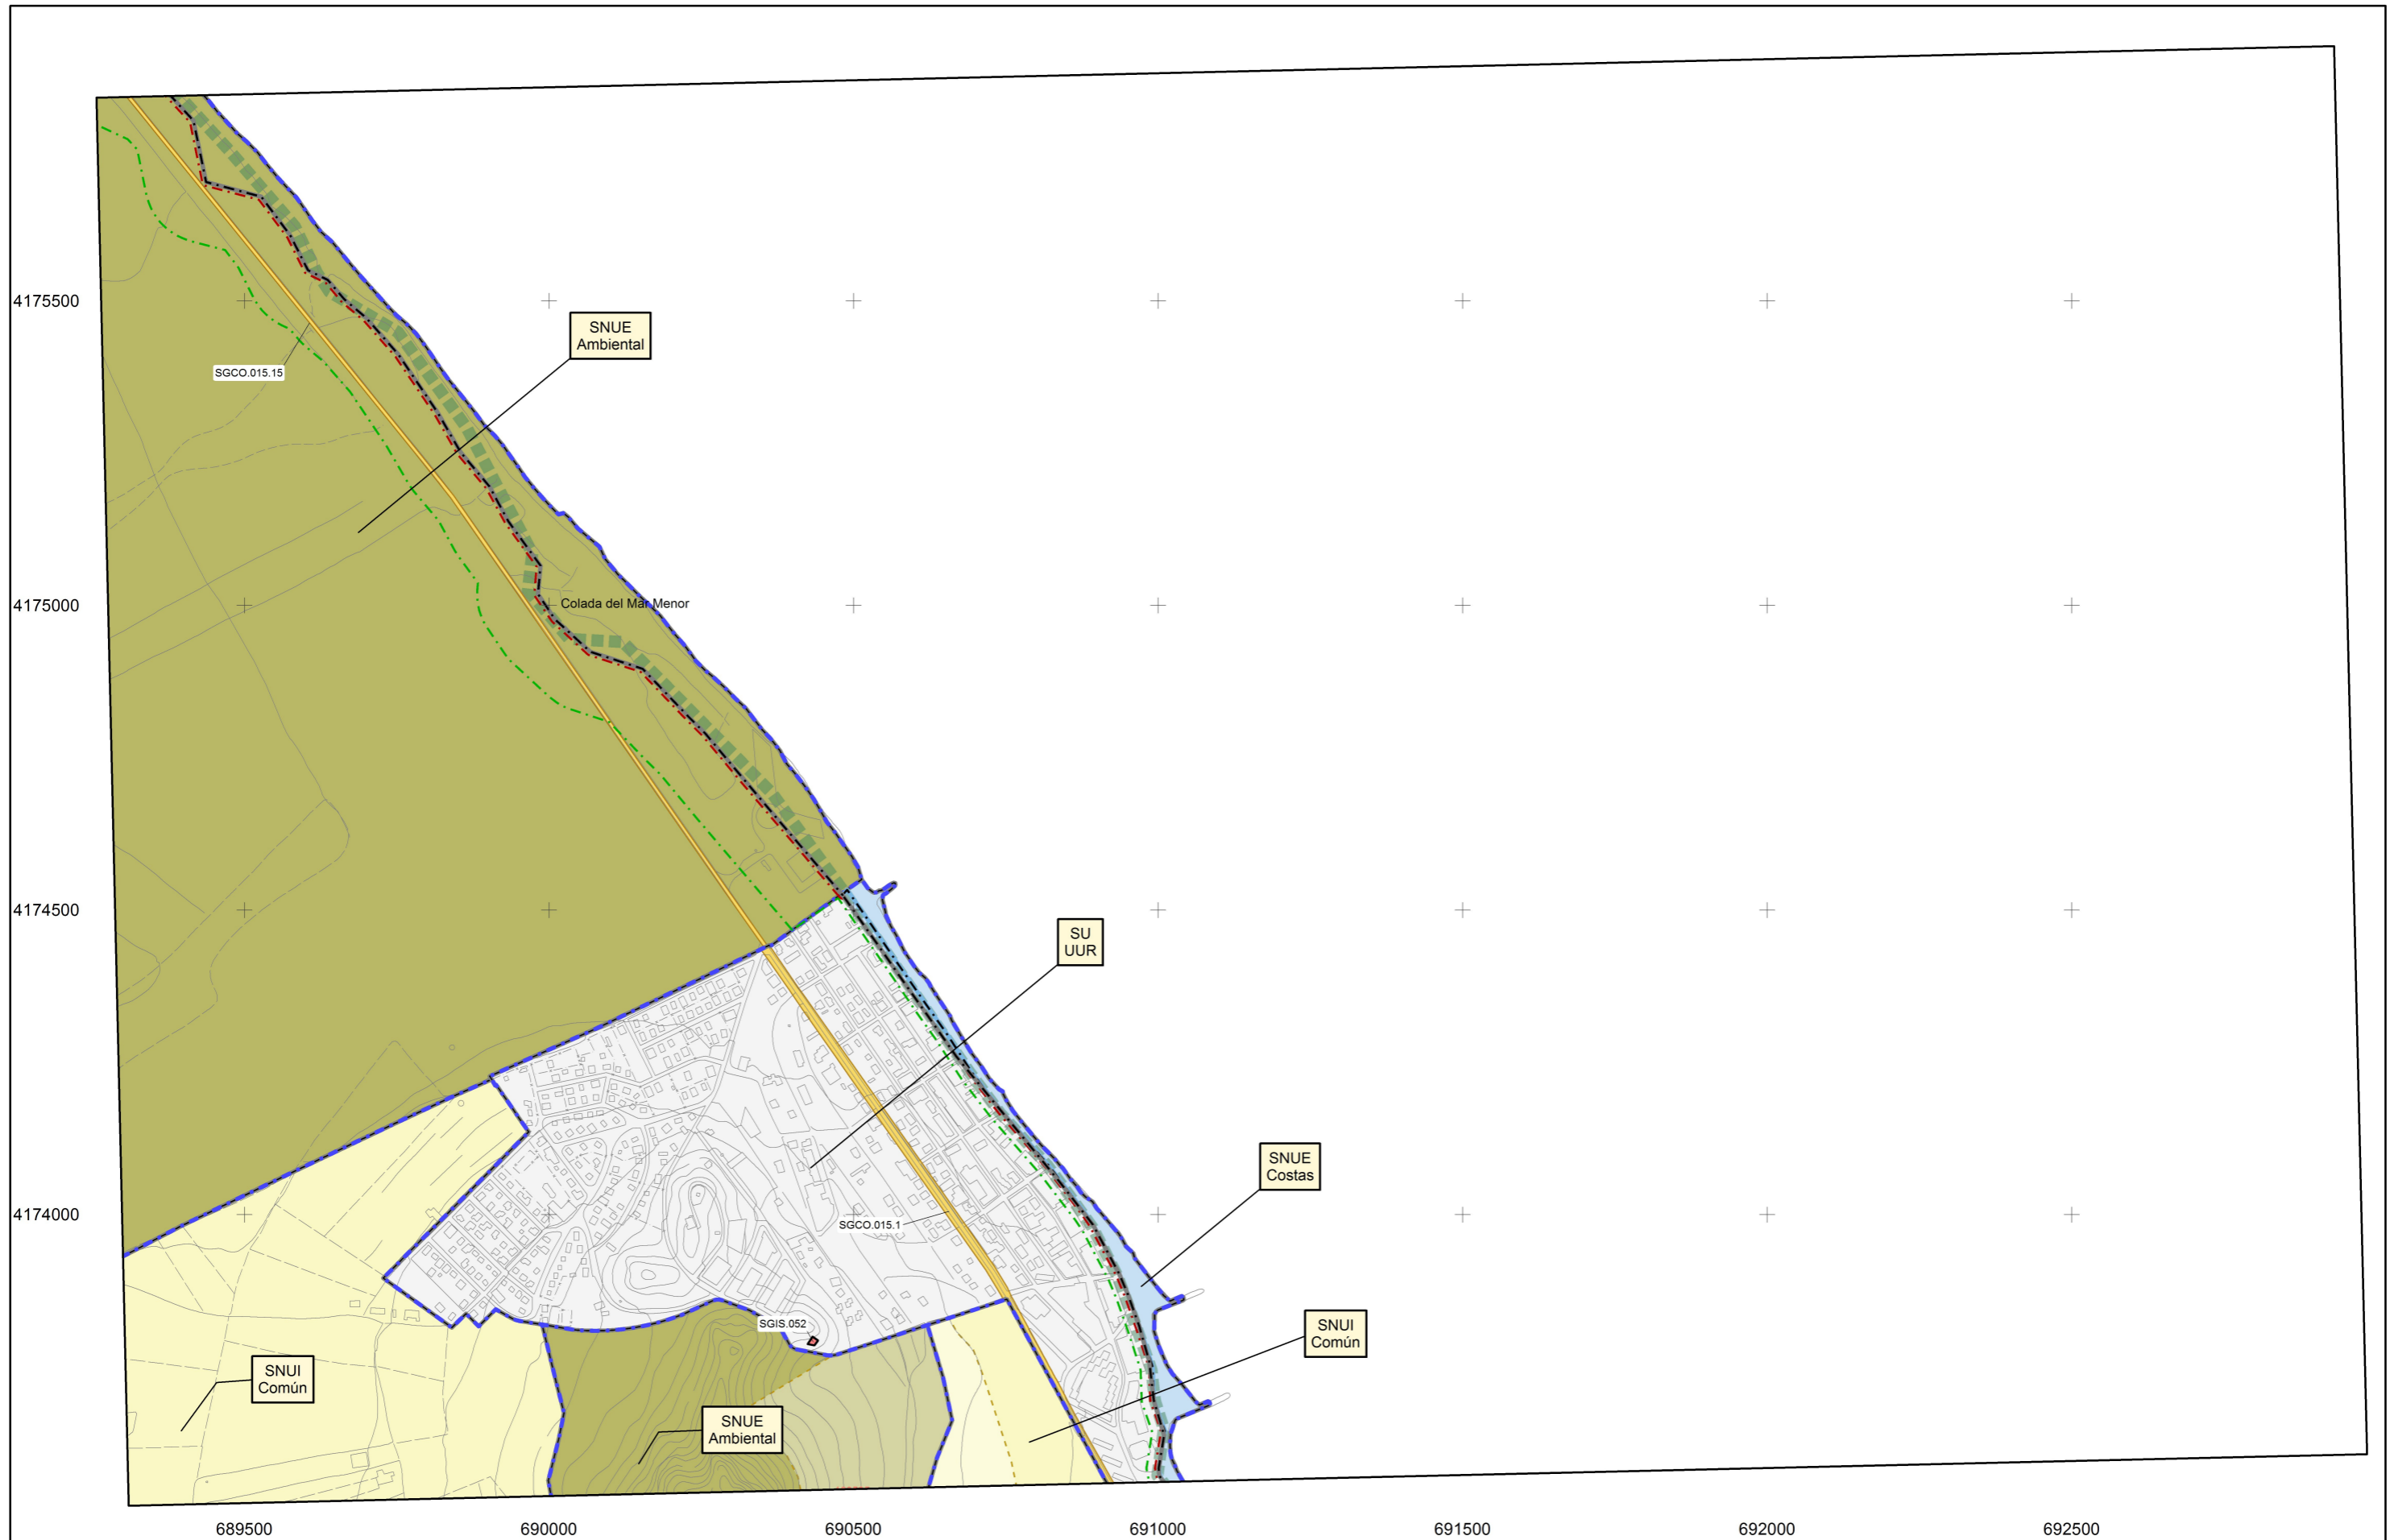 4175500
SNUE
Ambiental
SGCO.015.15
4175000
Colada del Mar Menor
4174500
SU
UUR
SNUE
Costas
4174000
SGCO.015.1
SGIS.052
SNUI
Común
SNUI
Común
SNUE
Ambiental
689500
690000
690500
691000
691500
692000
692500